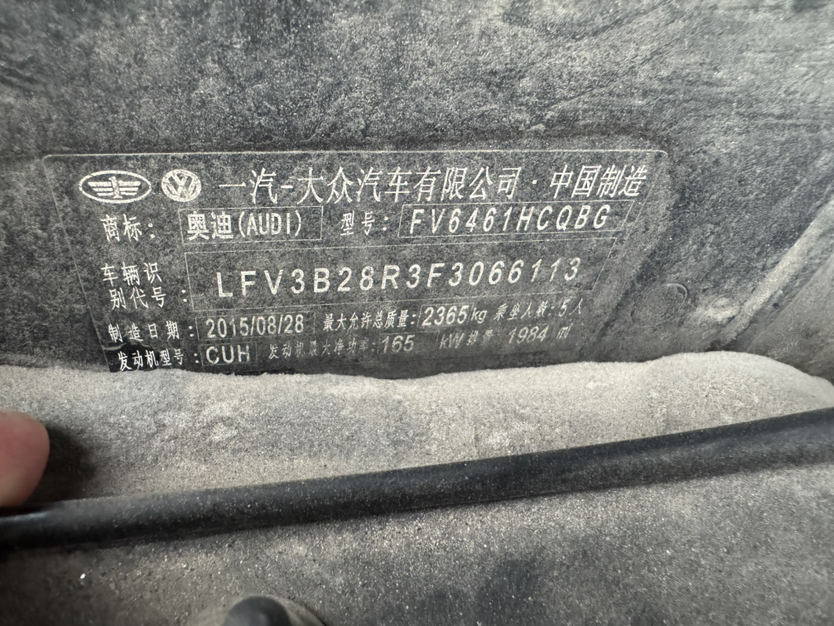 一汽-大众汽车有限公司·中国制造
商标: 奥迪(AUDI) 型号: FV6461HCQBG
车辆识别代号: LFV3B28R3F3066113
制造日期: 2015/08/28 最大允许总质量: 2365kg 乘坐人数: 5人
发动机型号: CUH 发动机最大净功率: 165 kW 排量 1984 ml